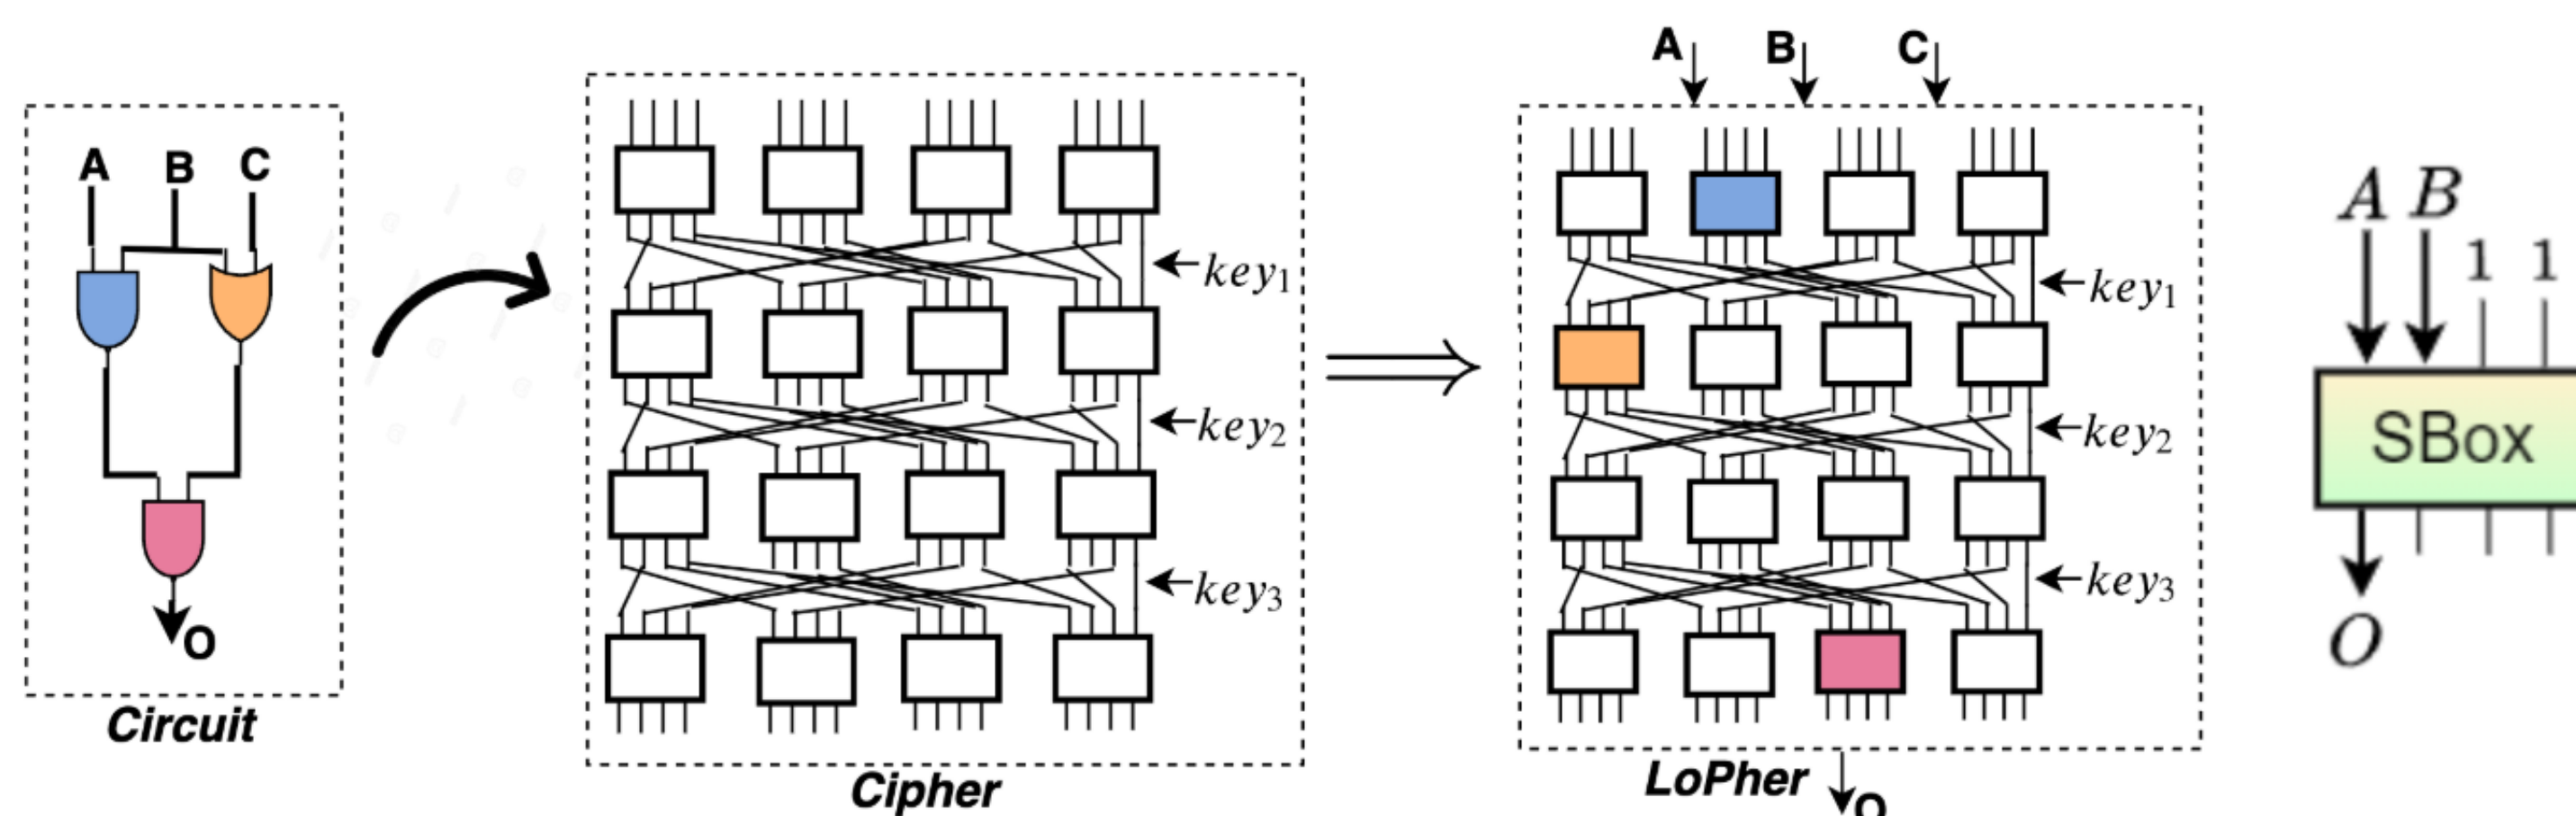 A B C
O
Circuit
key1
key2
key3
Cipher
A B C
key1
key2
key3
LoPher
O
A B
1 1
SBox
O